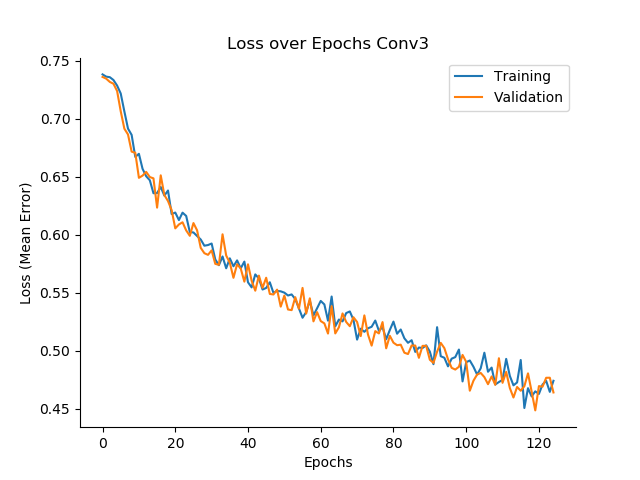 Loss over Epochs Conv3
Training
Validation
Loss (Mean Error)
0.75
0.70
0.65
0.60
0.55
0.50
0.45
0 20 40 60 80 100 120
Epochs